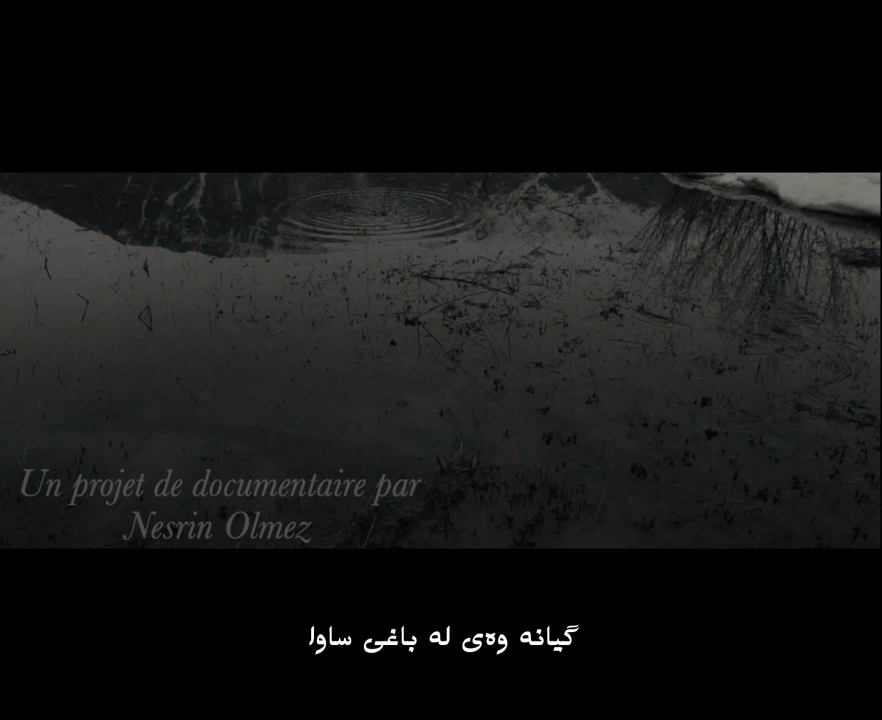 Un projet de documentaire par
Nesrin Olmez
گیانە وەی لە باغی ساوا